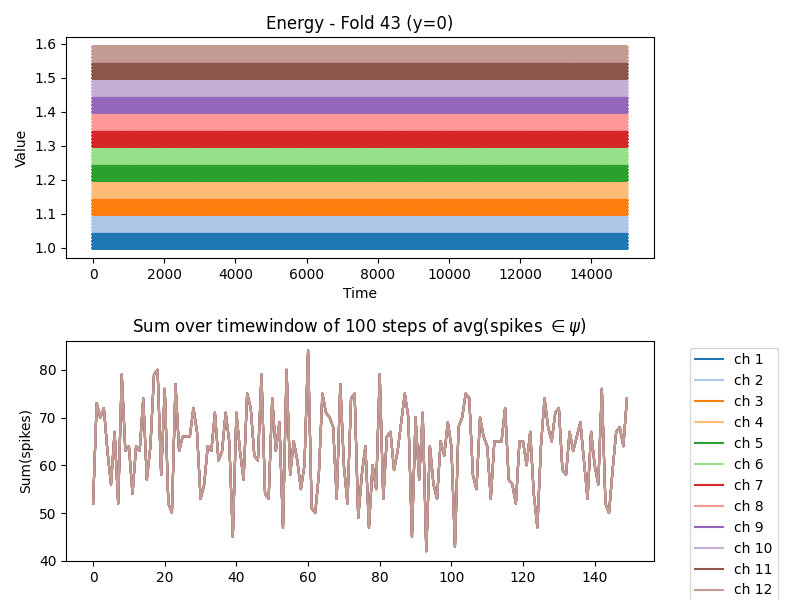 Energy - Fold 43 (y=0)
Value
1.6
1.5
1.4
1.3
1.2
1.1
1.0
0 2000 4000 6000 8000 10000 12000 14000
Time
Sum over timewindow of 100 steps of avg(spikes ∈ ψ)
Sum(spikes)
80
70
60
50
40
0 20 40 60 80 100 120 140
ch 1
ch 2
ch 3
ch 4
ch 5
ch 6
ch 7
ch 8
ch 9
ch 10
ch 11
ch 12